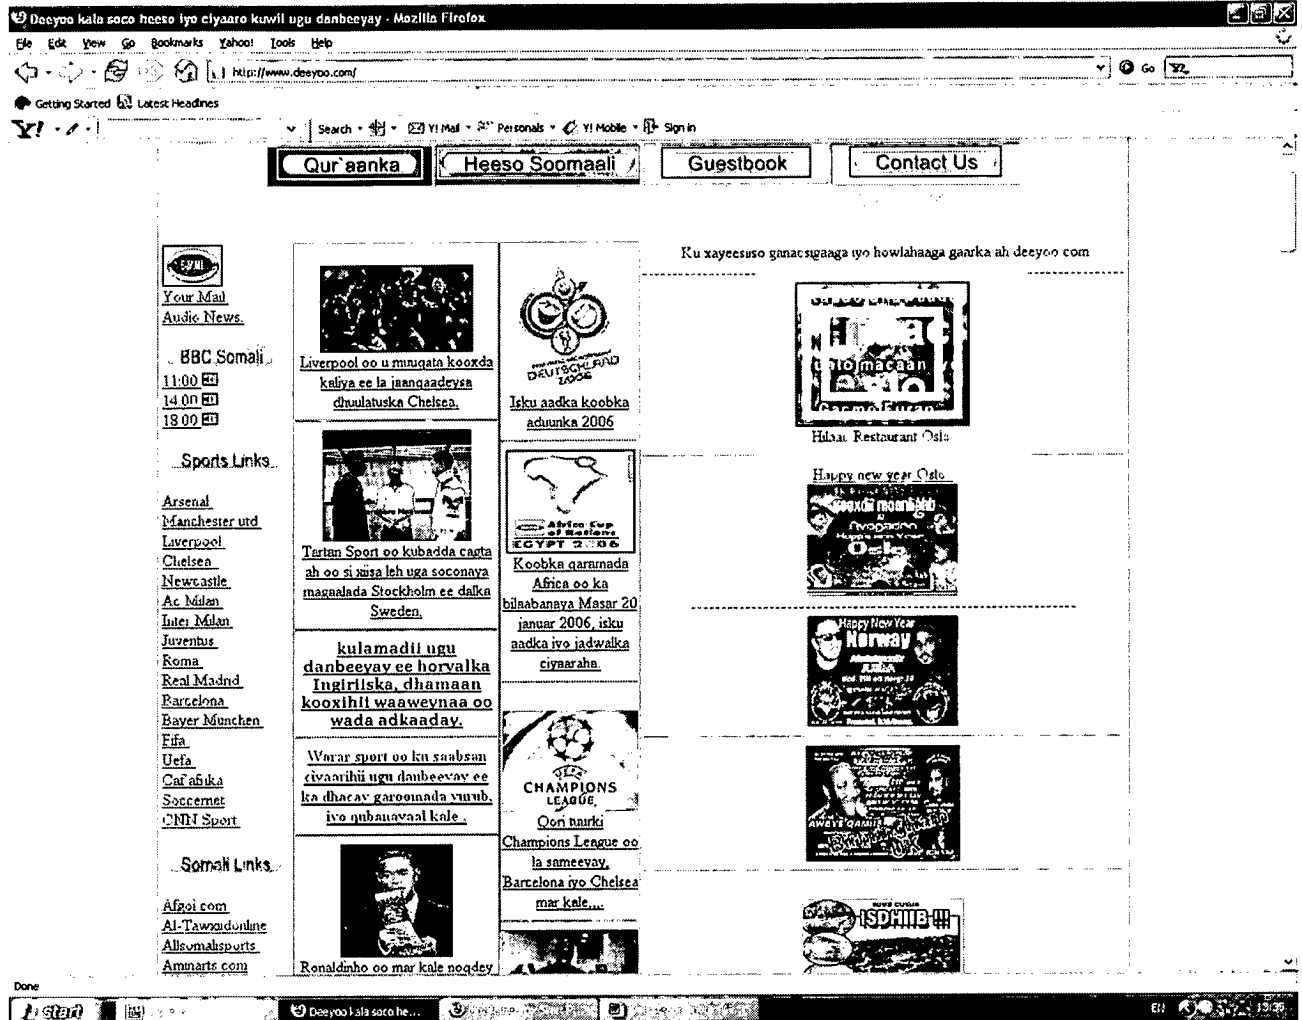 Deeyoo kala soco heeso iyo ciyaaro kuwii ugu danbeeyay - Mozilla Firefox
File Edit View Go Bookmarks Yahoo! Tools Help
http://www.deeyoo.com/
Go
Getting Started Latest Headlines
Y! Search Y! Mail Personals Y! Mobile Sign in
Qur`aanka Heeso Soomaali Guestbook Contact Us
Ku xayeesiiso ganacsigaaga iyo howlahaaga gaarka ah deeyoo com
Your Mail
Audio News.
BBC Somali
11:00
14.00
18.00
Sports Links
Arsenal
Manchester utd
Liverpool
Chelsea
Newcastle
Ac Milan
Inter Milan
Juventus
Roma
Real Madrid
Barcelona
Bayer Munchen
Fifa
Uefa
Caf afrika
Soccernet
CNN Sport
Somali Links
Afgoi com
Al-Tawxiidonline
Allsomalisports
Aminarts com
Liverpool oo u muuqata kooxda
kaliya ee la jaanqaadeysa
dhuulatuska Chelsea.
Tartan Sport oo kubadda cagta
ah oo si xiisa leh uga soconaya
magaalada Stockholm ee dalka
Sweden.
kulamadii ugu
danbeeyay ee horyalka
Ingiriiska, dhamaan
kooxihii waaweynaa oo
wada adkaaday.
Warar sport oo ku saabsan
ciyaarihii ugu danbeeyay ee
ka dhacay garoomada yurub,
iyo qubanayaal kale .
Ronaldinho oo mar kale noqdey
DEUTSCHLAND
2006
Isku aadka koobka
aduunka 2006
Africa Cup
of Nations
EGYPT 2006
Koobka qaramada
Africa oo ka
bilaabanaya Masar 20
januar 2006, isku
aadka iyo jadwalka
ciyaaraha.
UEFA
CHAMPIONS
LEAGUE
Qori tuurki
Champions League oo
la sameeyay,
Barcelona iyo Chelsea
mar kale,...
macaan
Hilaac Restaurant Oslo
Happy new year Oslo
Happy New Year
Norway
AWEYS QAMIIS
ISDHIIB !!!
Done
start Deeyoo kala soco he... EN 13:35